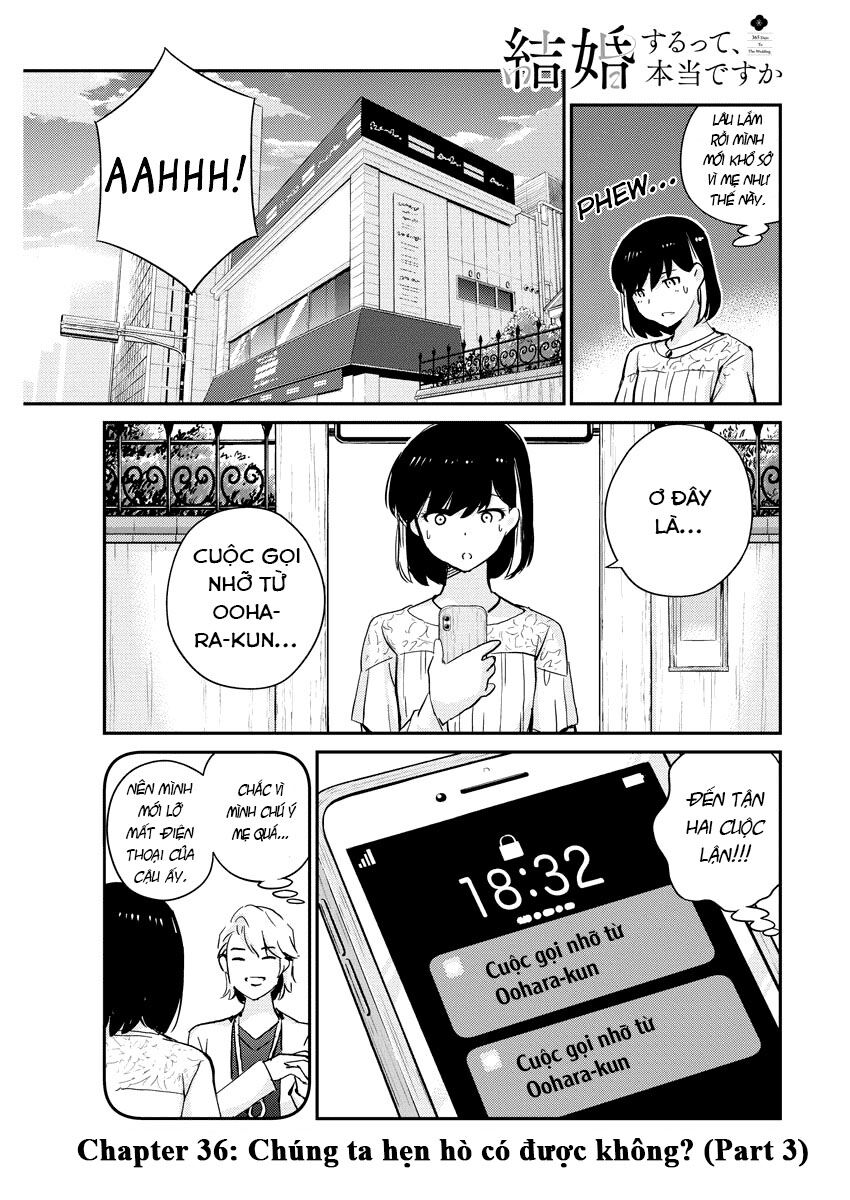 結婚するって、
本当ですか
365 Days
To
The Wedding
LÂU LẮM
RỒI MÌNH
MỚI KHỔ SỞ
VÌ MẸ NHƯ
THẾ NÀY.
PHEW...
AAHHH!
Ơ ĐÂY
LÀ...
CUỘC GỌI
NHỠ TỪ
OOHA-
RA-KUN...
ĐẾN TẬN
HAI CUỘC
LẬN!!!
18:32
Cuộc gọi nhỡ từ
Oohara-kun
Cuộc gọi nhỡ từ
Oohara-kun
CHẮC VÌ
MÌNH CHÚ Ý
MẸ QUÁ...
NÊN MÌNH
MỚI LỠ
MẤT ĐIỆN
THOẠI CỦA
CẬU ẤY.
Chapter 36: Chúng ta hẹn hò có được không? (Part 3)